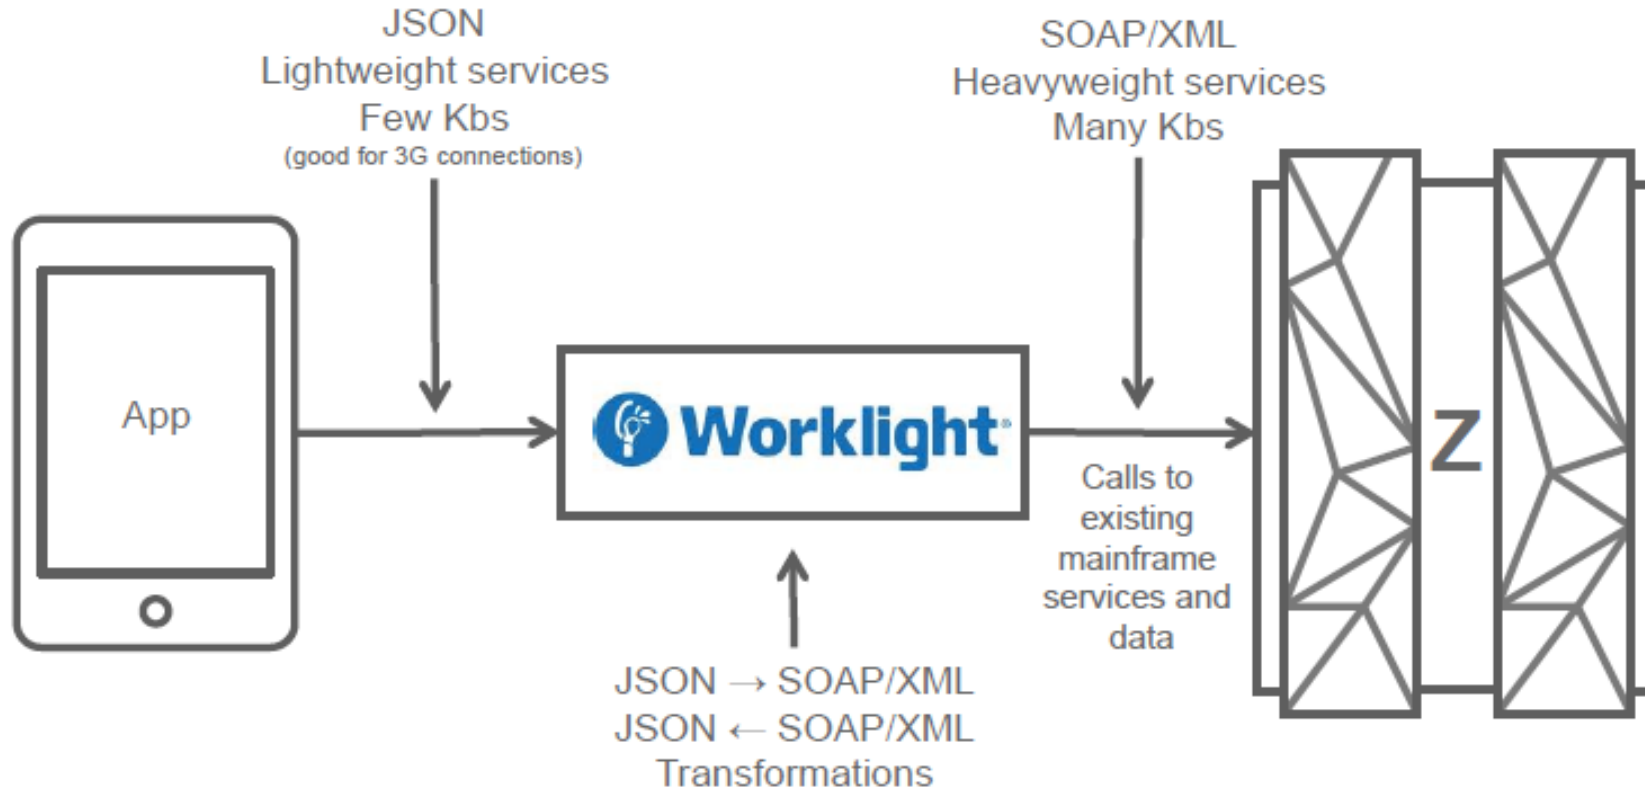 JSON
Lightweight services
Few Kbs
(good for 3G connections)
SOAP/XML
Heavyweight services
Many Kbs
App
Worklight
Z
Calls to
existing
mainframe
services and
data
JSON → SOAP/XML
JSON ← SOAP/XML
Transformations